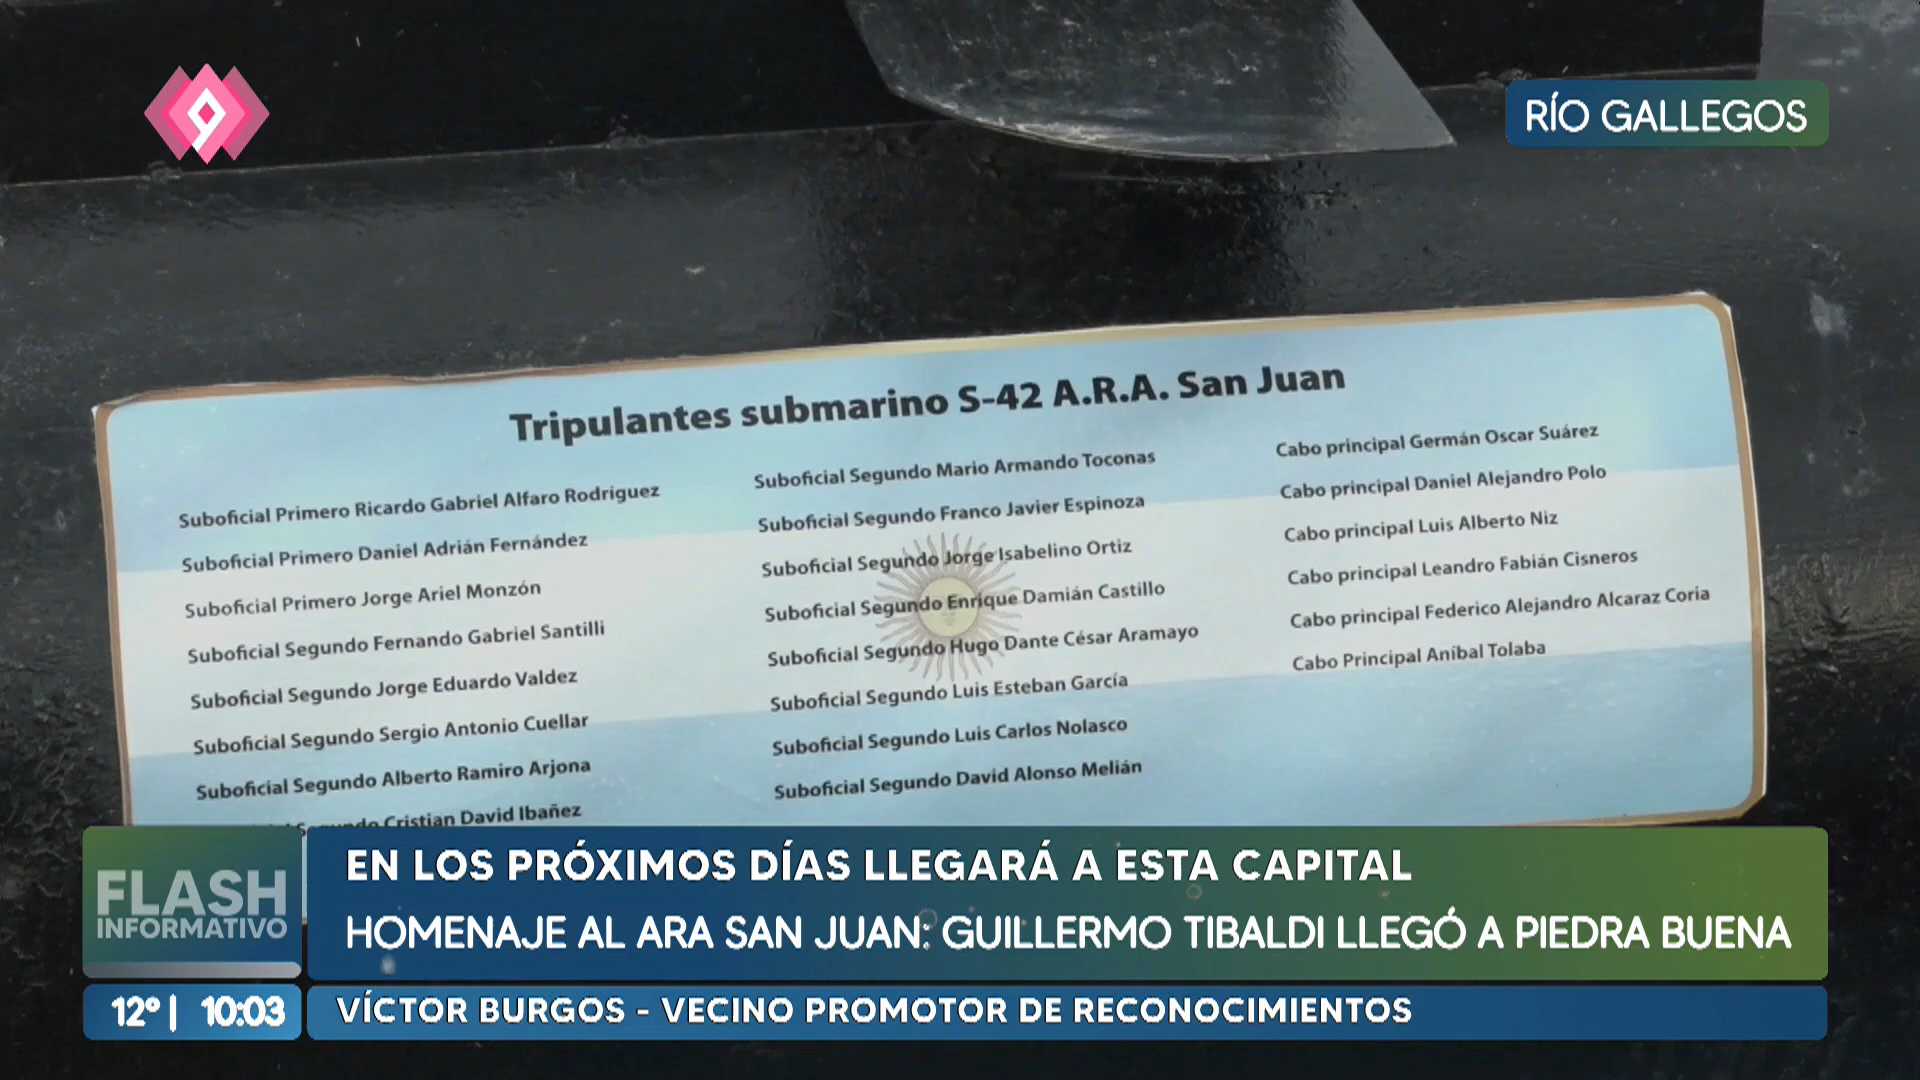 9
RÍO GALLEGOS
Tripulantes submarino S-42 A.R.A. San Juan
Suboficial Primero Ricardo Gabriel Alfaro Rodríguez
Suboficial Primero Daniel Adrián Fernández
Suboficial Primero Jorge Ariel Monzón
Suboficial Segundo Fernando Gabriel Santilli
Suboficial Segundo Jorge Eduardo Valdez
Suboficial Segundo Sergio Antonio Cuellar
Suboficial Segundo Alberto Ramiro Arjona
Cristian David Ibañez
Suboficial Segundo Mario Armando Toconas
Suboficial Segundo Franco Javier Espinoza
Suboficial Segundo Jorge Isabelino Ortiz
Suboficial Segundo Enrique Damián Castillo
Suboficial Segundo Hugo Dante César Aramayo
Suboficial Segundo Luis Esteban García
Suboficial Segundo Luis Carlos Nolasco
Suboficial Segundo David Alonso Melián
Cabo principal Germán Oscar Suárez
Cabo principal Daniel Alejandro Polo
Cabo principal Luis Alberto Niz
Cabo principal Leandro Fabián Cisneros
Cabo principal Federico Alejandro Alcaraz Coria
Cabo Principal Aníbal Tolaba
FLASH
INFORMATIVO
EN LOS PRÓXIMOS DÍAS LLEGARÁ A ESTA CAPITAL
HOMENAJE AL ARA SAN JUAN: GUILLERMO TIBALDI LLEGÓ A PIEDRA BUENA
12° | 10:03
VÍCTOR BURGOS - VECINO PROMOTOR DE RECONOCIMIENTOS